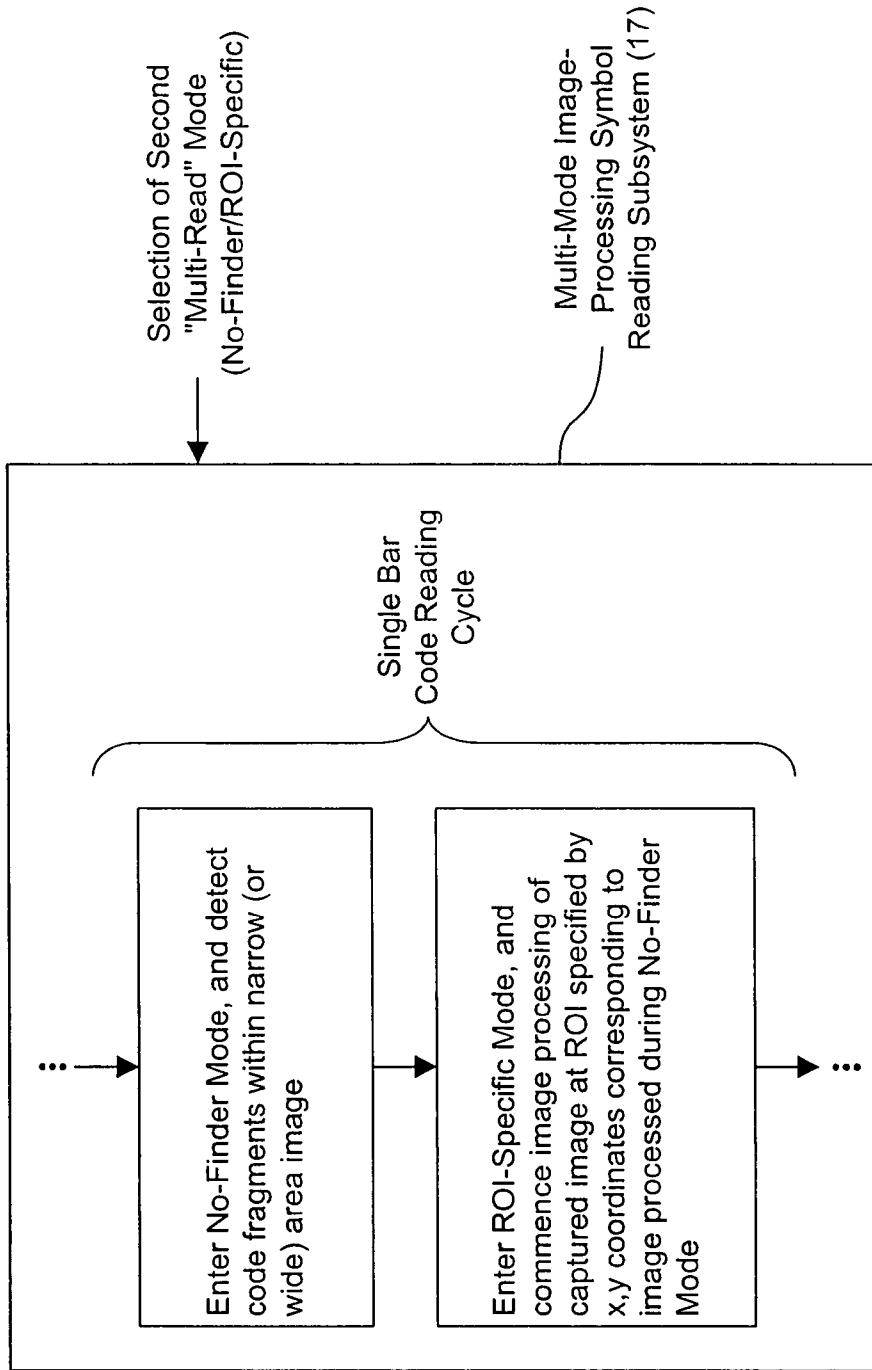 Selection of Second
"Multi-Read" Mode
(No-Finder/ROI-Specific)
Multi-Mode Image-
Processing Symbol
Reading Subsystem (17)
Single Bar
Code Reading
Cycle
Enter No-Finder Mode, and detect
code fragments within narrow (or
wide) area image
Enter ROI-Specific Mode, and
commence image processing of
captured image at ROI specified by
x,y coordinates corresponding to
image processed during No-Finder
Mode